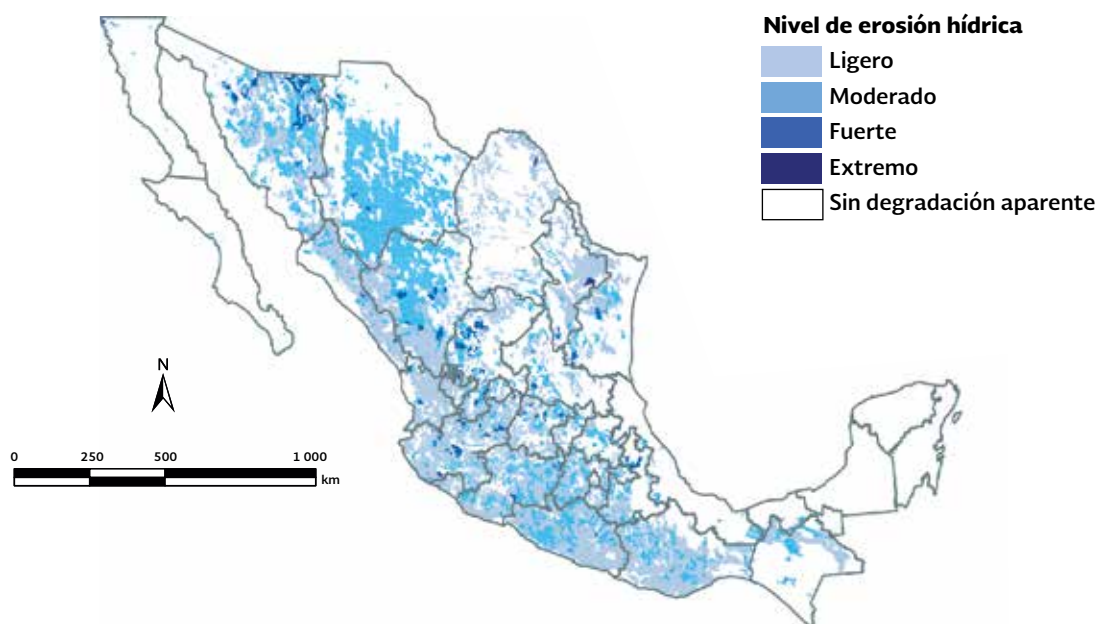 Nivel de erosión hídrica
Ligero
Moderado
Fuerte
Extremo
Sin degradación aparente
N
0 250 500 1 000
km